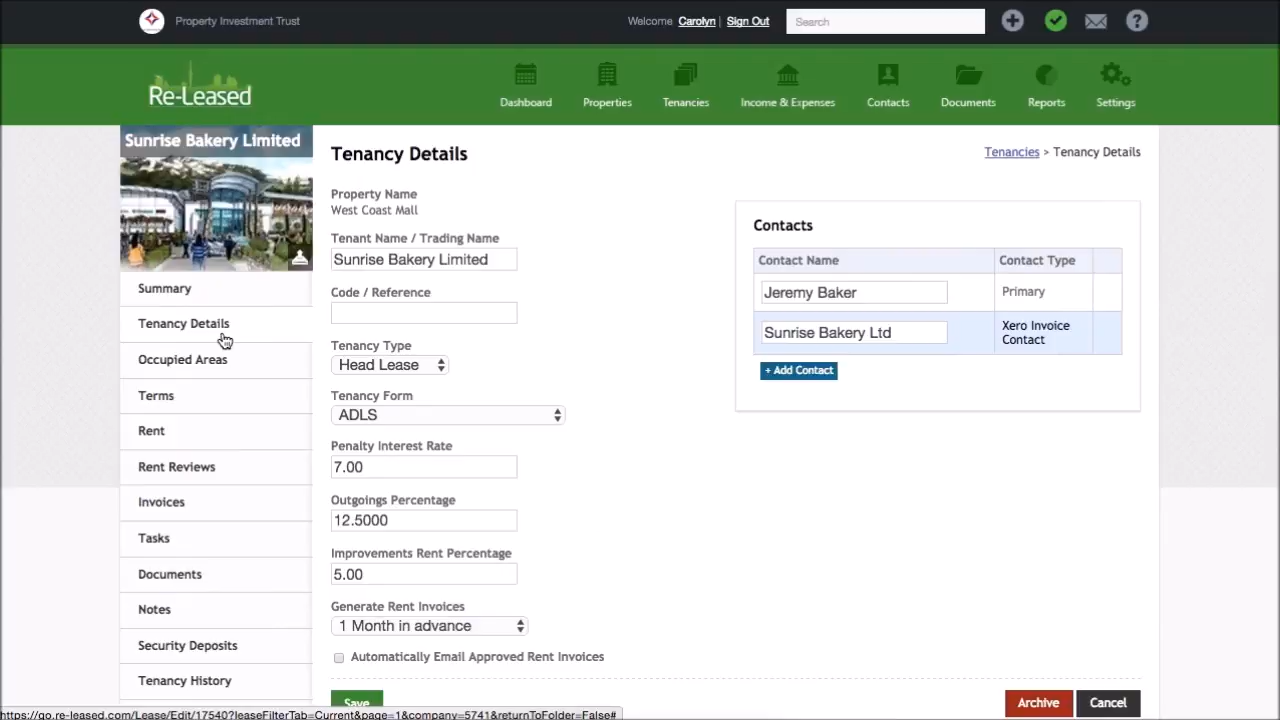 Property Investment Trust
Welcome Carolyn | Sign Out
Search
Re-Leased
Dashboard
Properties
Tenancies
Income & Expenses
Contacts
Documents
Reports
Settings
Sunrise Bakery Limited
Summary
Tenancy Details
Occupied Areas
Terms
Rent
Rent Reviews
Invoices
Tasks
Documents
Notes
Security Deposits
Tenancy History
Tenancy Details
Tenancies > Tenancy Details
Property Name
West Coast Mall
Tenant Name / Trading Name
Sunrise Bakery Limited
Code / Reference
Tenancy Type
Head Lease
Tenancy Form
ADLS
Penalty Interest Rate
7.00
Outgoings Percentage
12.5000
Improvements Rent Percentage
5.00
Generate Rent Invoices
1 Month in advance
Automatically Email Approved Rent Invoices
Save
Contacts
Contact Name Contact Type
Jeremy Baker Primary
Sunrise Bakery Ltd Xero Invoice
Contact
+ Add Contact
Archive
Cancel
https://go.re-leased.com/Lease/Edit/17540?leaseFilterTab=Current&page=1&company=5741&returnToFolder=False#